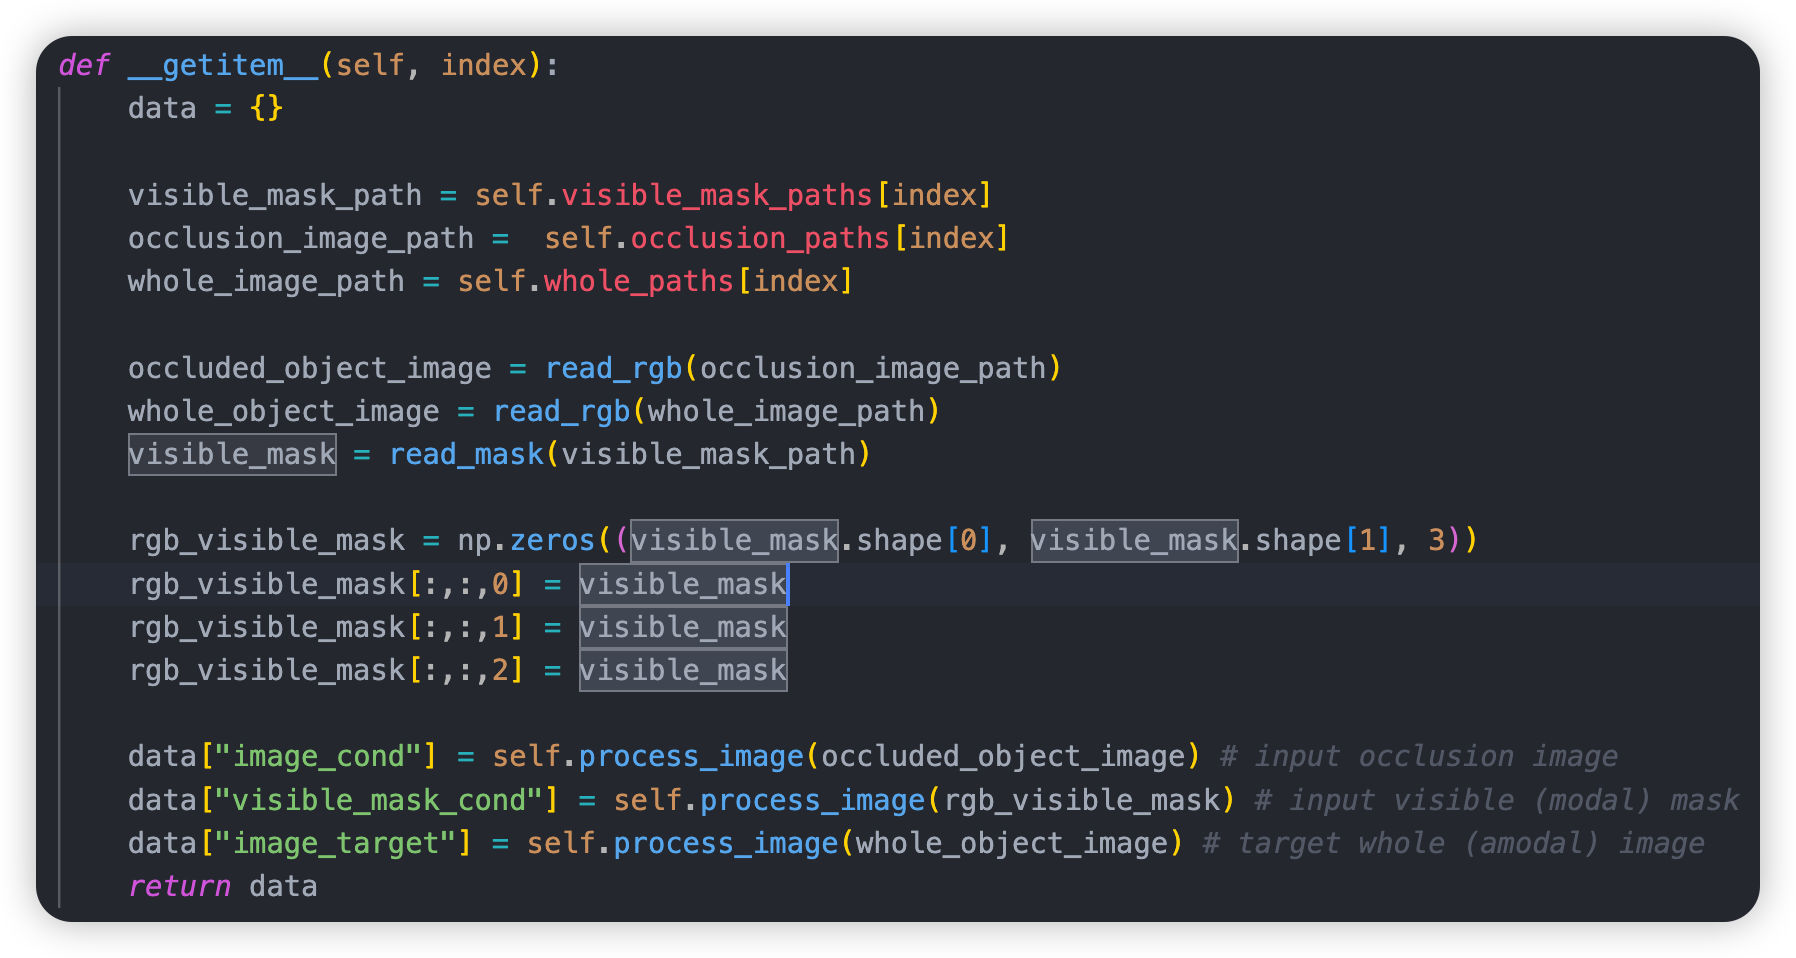 def __getitem__(self, index):
    data = {}

    visible_mask_path = self.visible_mask_paths[index]
    occlusion_image_path =  self.occlusion_paths[index]
    whole_image_path = self.whole_paths[index]

    occluded_object_image = read_rgb(occlusion_image_path)
    whole_object_image = read_rgb(whole_image_path)
    visible_mask = read_mask(visible_mask_path)

    rgb_visible_mask = np.zeros((visible_mask.shape[0], visible_mask.shape[1], 3))
    rgb_visible_mask[:,:,0] = visible_mask
    rgb_visible_mask[:,:,1] = visible_mask
    rgb_visible_mask[:,:,2] = visible_mask

    data["image_cond"] = self.process_image(occluded_object_image) # input occlusion image
    data["visible_mask_cond"] = self.process_image(rgb_visible_mask) # input visible (modal) mask
    data["image_target"] = self.process_image(whole_object_image) # target whole (amodal) image
    return data